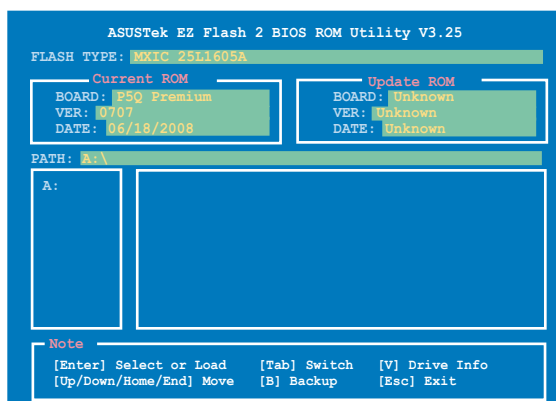 ASUSTek EZ Flash 2 BIOS ROM Utility V3.25
FLASH TYPE: MXIC 25L1605A
Current ROM
BOARD: P5Q Premium
VER: 0707
DATE: 06/18/2008
Update ROM
BOARD: Unknown
VER: Unknown
DATE: Unknown
PATH: A:\
A:
Note
[Enter] Select or Load [Tab] Switch [V] Drive Info
[Up/Down/Home/End] Move [B] Backup [Esc] Exit